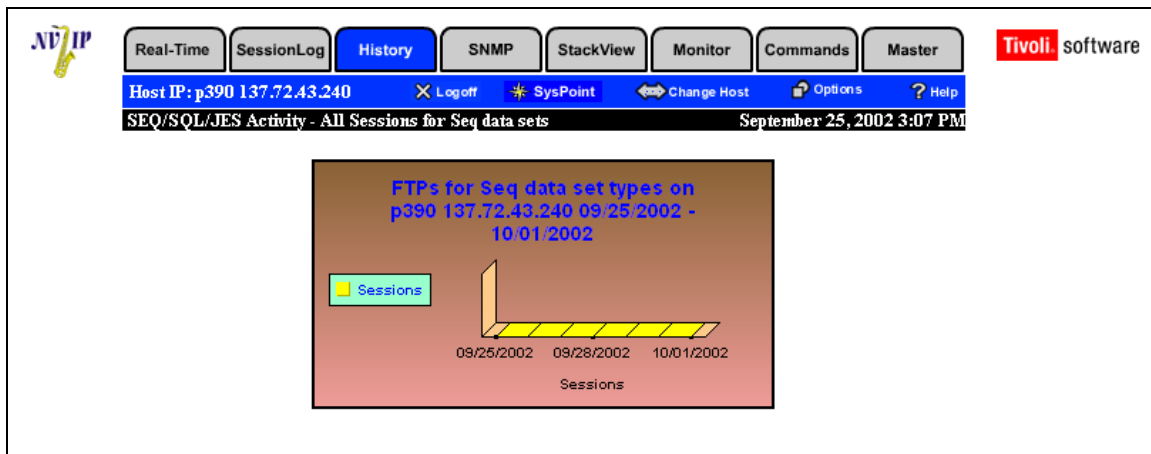 NV IP
Real-Time SessionLog History SNMP StackView Monitor Commands Master
Tivoli. software
Host IP: p390 137.72.43.240 Logoff SysPoint Change Host Options ? Help
SEQ/SQL/JES Activity - All Sessions for Seq data sets September 25, 2002 3:07 PM
FTPs for Seq data set types on
p390 137.72.43.240 09/25/2002 -
10/01/2002
Sessions
09/25/2002 09/28/2002 10/01/2002
Sessions